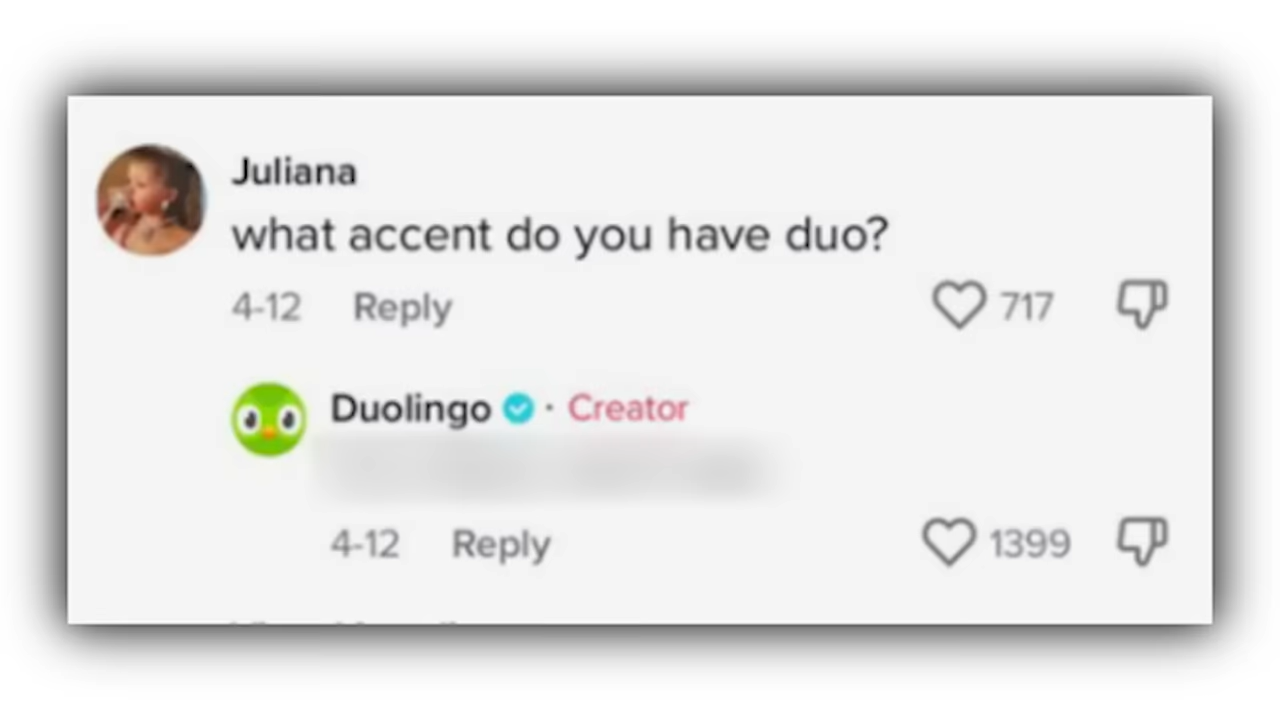 Juliana
what accent do you have duo?
4-12 Reply 717
Duolingo · Creator
4-12 Reply 1399